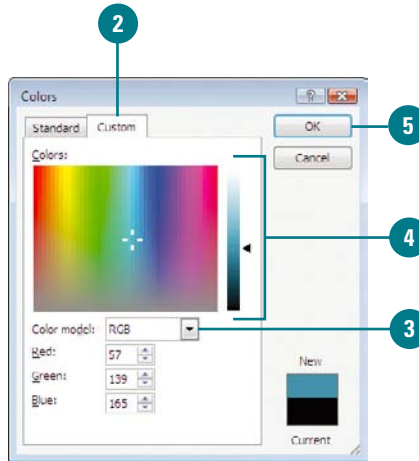 2
Colors
Standard Custom
OK
5
Cancel
Colors:
4
Color model: RGB
3
Red: 57
Green: 139
Blue: 165
New
Current